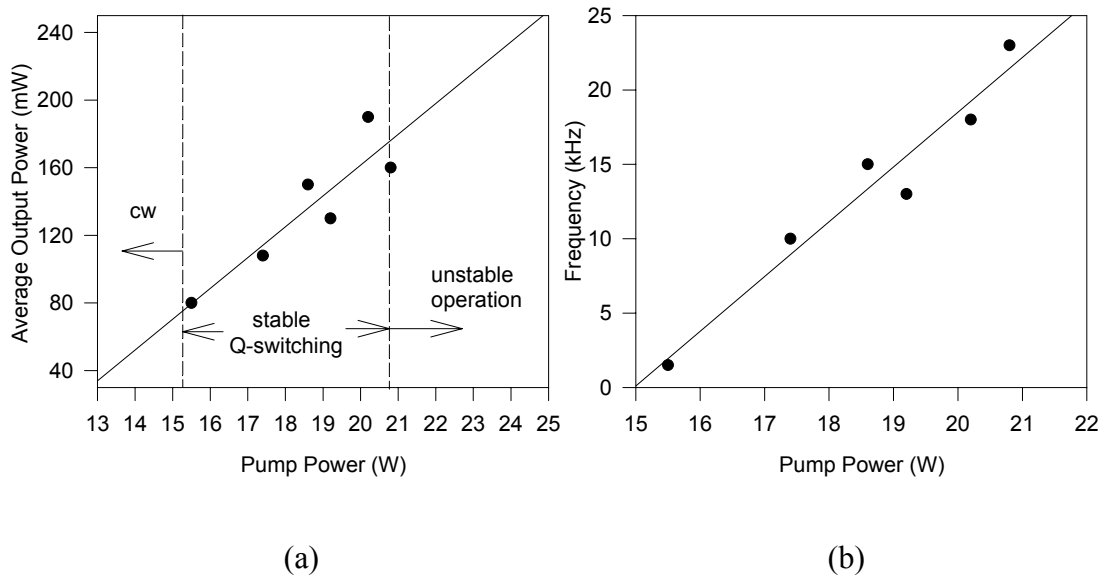 240
200
160
120
80
40
Average Output Power (mW)
cw
stable
Q-switching
unstable
operation
13 14 15 16 17 18 19 20 21 22 23 24 25
Pump Power (W)
(a)
25
20
15
10
5
0
Frequency (kHz)
15 16 17 18 19 20 21 22
Pump Power (W)
(b)